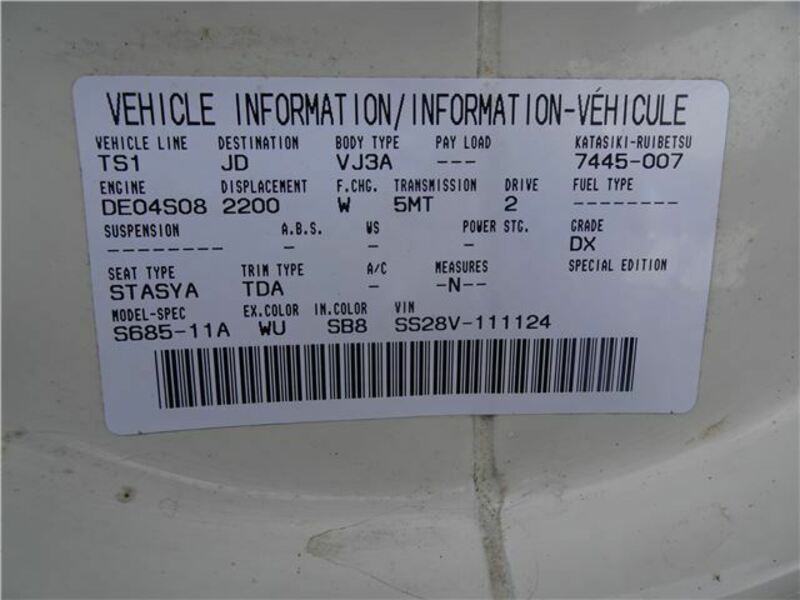 VEHICLE INFORMATION/INFORMATION-VÉHICULE
VEHICLE LINE DESTINATION BODY TYPE PAY LOAD KATASIKI-RUIBETSU
TS1 JD VJ3A --- 7445-007
ENGINE DISPLACEMENT F.CHG. TRANSMISSION DRIVE FUEL TYPE
DE04S08 2200 W 5MT 2 --------
SUSPENSION A.B.S. WS POWER STG. GRADE
-------- - - - DX
SEAT TYPE TRIM TYPE A/C MEASURES SPECIAL EDITION
STASYA TDA - -N--
MODEL-SPEC EX.COLOR IN.COLOR VIN
S685-11A WU SB8 SS28V-111124